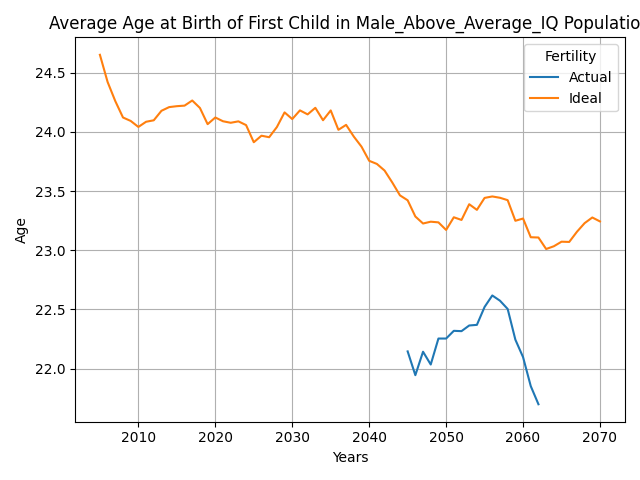 Average Age at Birth of First Child in Male_Above_Average_IQ Populatio
Fertility
Actual
Ideal
24.5
24.0
23.5
23.0
22.5
22.0
Age
2010 2020 2030 2040 2050 2060 2070
Years